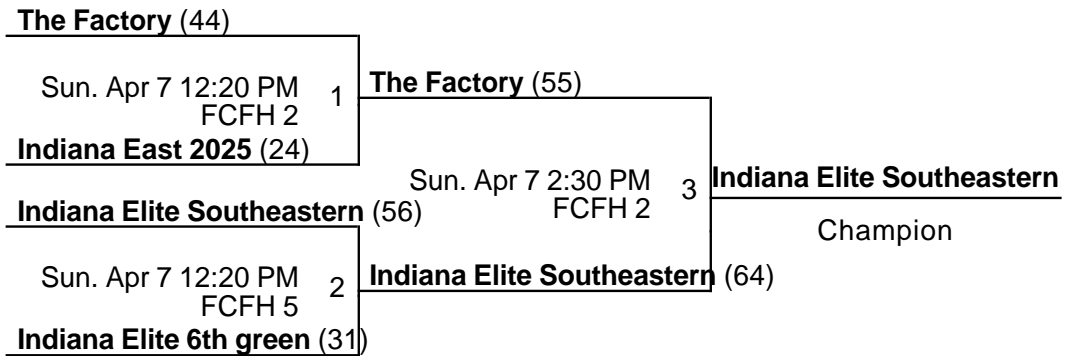 The Factory (44)
Sun. Apr 7 12:20 PM
FCFH 2
1
Indiana East 2025 (24)
The Factory (55)
Indiana Elite Southeastern (56)
Sun. Apr 7 12:20 PM
FCFH 5
2
Indiana Elite 6th green (31)
Sun. Apr 7 2:30 PM
FCFH 2
3
Indiana Elite Southeastern (64)
Indiana Elite Southeastern
Champion